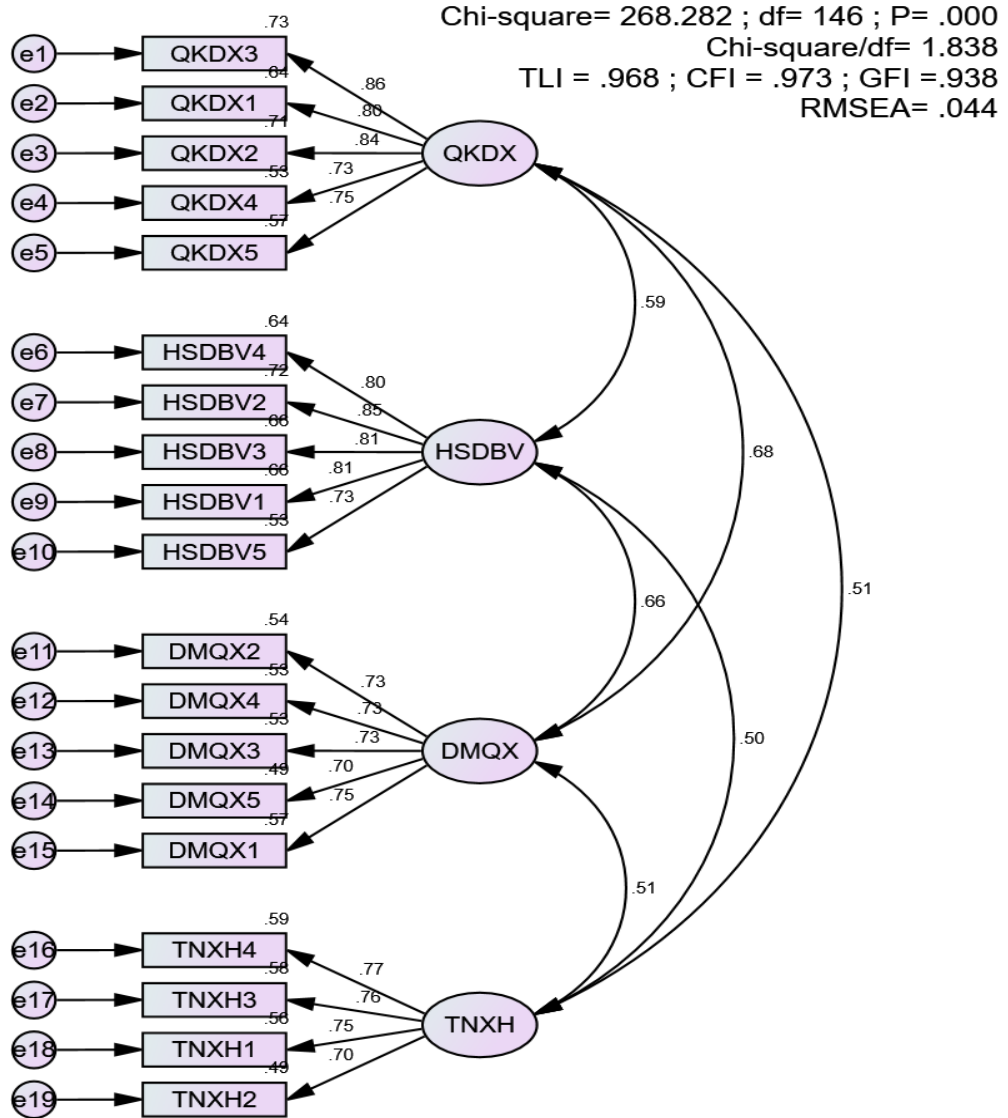 Chi-square= 268.282 ; df= 146 ; P= .000
Chi-square/df= 1.838
TLI = .968 ; CFI = .973 ; GFI =.938
RMSEA= .044
.73
e1 QKDX3 .86
.64
e2 QKDX1 .80
.71
e3 QKDX2 .84 QKDX
.53
e4 QKDX4 .73
.75
.57
e5 QKDX5
.59
.64
e6 HSDBV4 .80
.72
e7 HSDBV2 .85
.66
e8 HSDBV3 .81 HSDBV .68
.66
e9 HSDBV1 .81
.73
.53
e10 HSDBV5
.51
.66
.54
e11 DMQX2 .73
.53
e12 DMQX4 .73
.53
e13 DMQX3 .73 DMQX .50
.49
e14 DMQX5 .70
.75
.57
e15 DMQX1
.51
.59
e16 TNXH4 .77
.58
e17 TNXH3 .76 TNXH
.56
e18 TNXH1 .75
.70
.49
e19 TNXH2